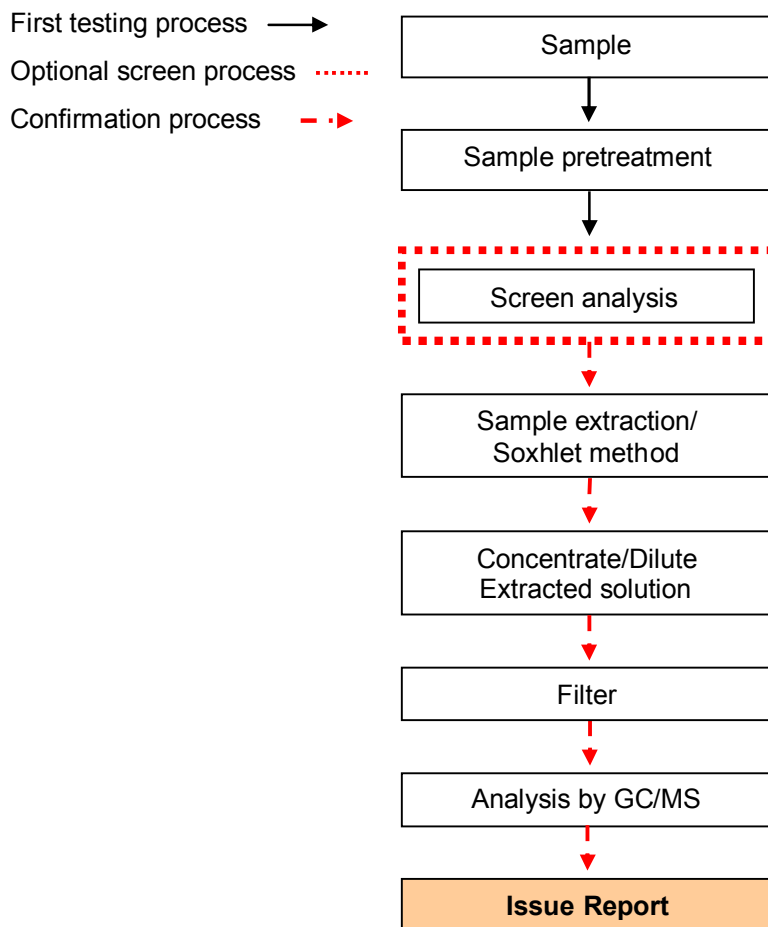 First testing process
Optional screen process
Confirmation process
Sample
Sample pretreatment
Screen analysis
Sample extraction/
Soxhlet method
Concentrate/Dilute
Extracted solution
Filter
Analysis by GC/MS
Issue Report